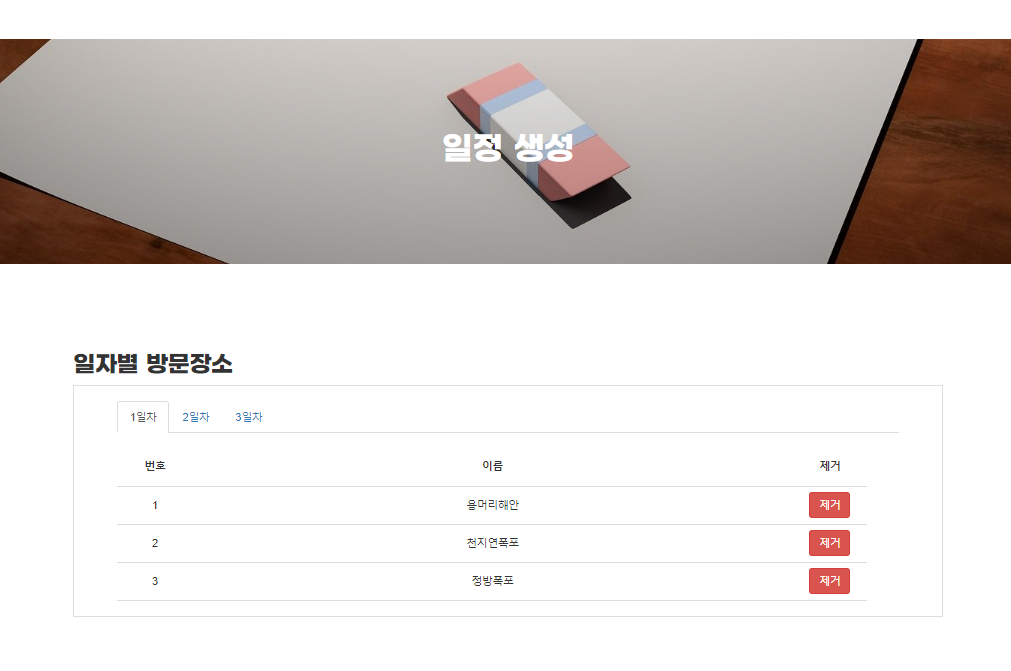 일정 생성
일자별 방문장소
1일차 2일차 3일차
번호 이름 제거
1 용머리해안 제거
2 천지연폭포 제거
3 정방폭포 제거